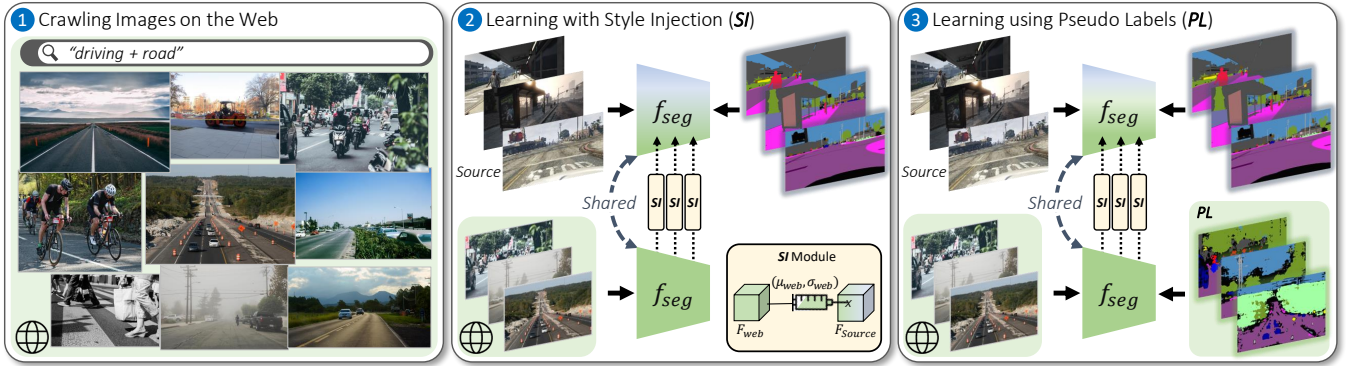 1 Crawling Images on the Web
"driving + road"
2 Learning with Style Injection (SI)
f_seg
Source
Shared
SI SI SI
f_seg
SI Module
(μ_web, σ_web)
F_web
F_Source
3 Learning using Pseudo Labels (PL)
f_seg
Source
Shared
SI SI SI
PL
f_seg